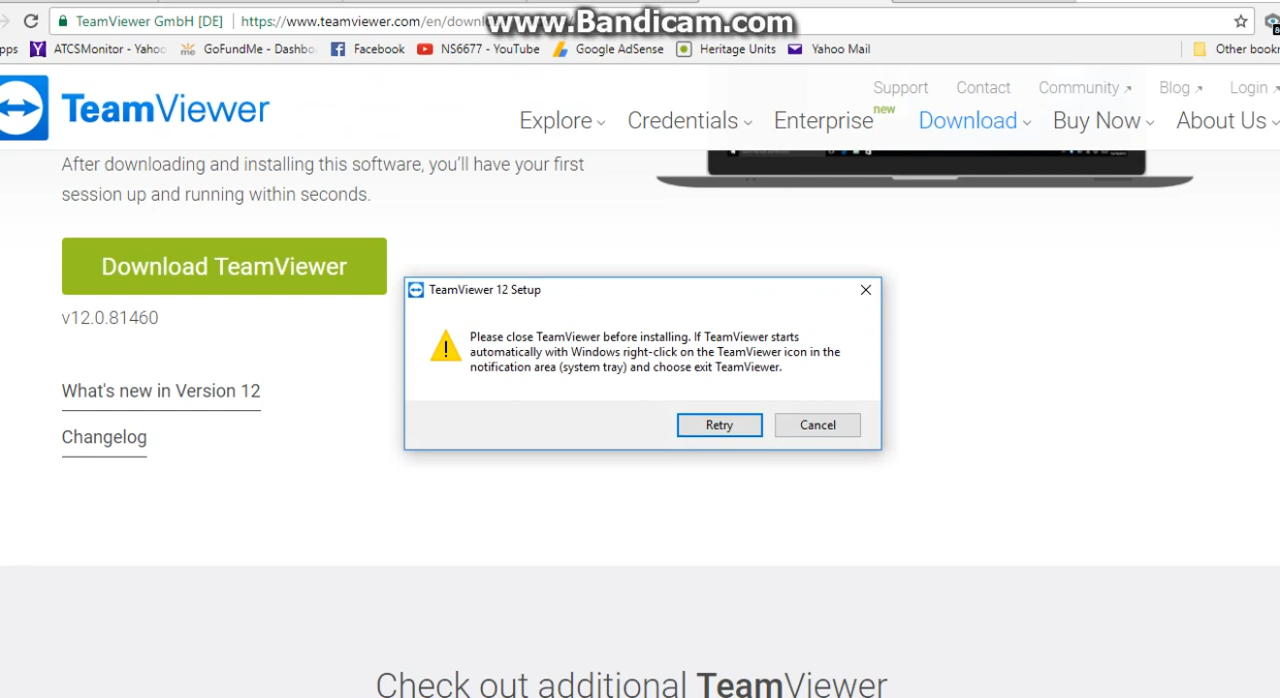 www.Bandicam.com
TeamViewer GmbH [DE] https://www.teamviewer.com/en/downl
ATCSMonitor - Yahoo GoFundMe - Dashbo Facebook NS6677 - YouTube Google AdSense Heritage Units Yahoo Mail
Support Contact Community Blog Login
TeamViewer
Explore Credentials Enterprise new Download Buy Now About Us
After downloading and installing this software, you’ll have your first
session up and running within seconds.
Download TeamViewer
v12.0.81460
What's new in Version 12
Changelog
TeamViewer 12 Setup
Please close TeamViewer before installing. If TeamViewer starts
automatically with Windows right-click on the TeamViewer icon in the
notification area (system tray) and choose exit TeamViewer.
Retry Cancel
Check out additional TeamViewer